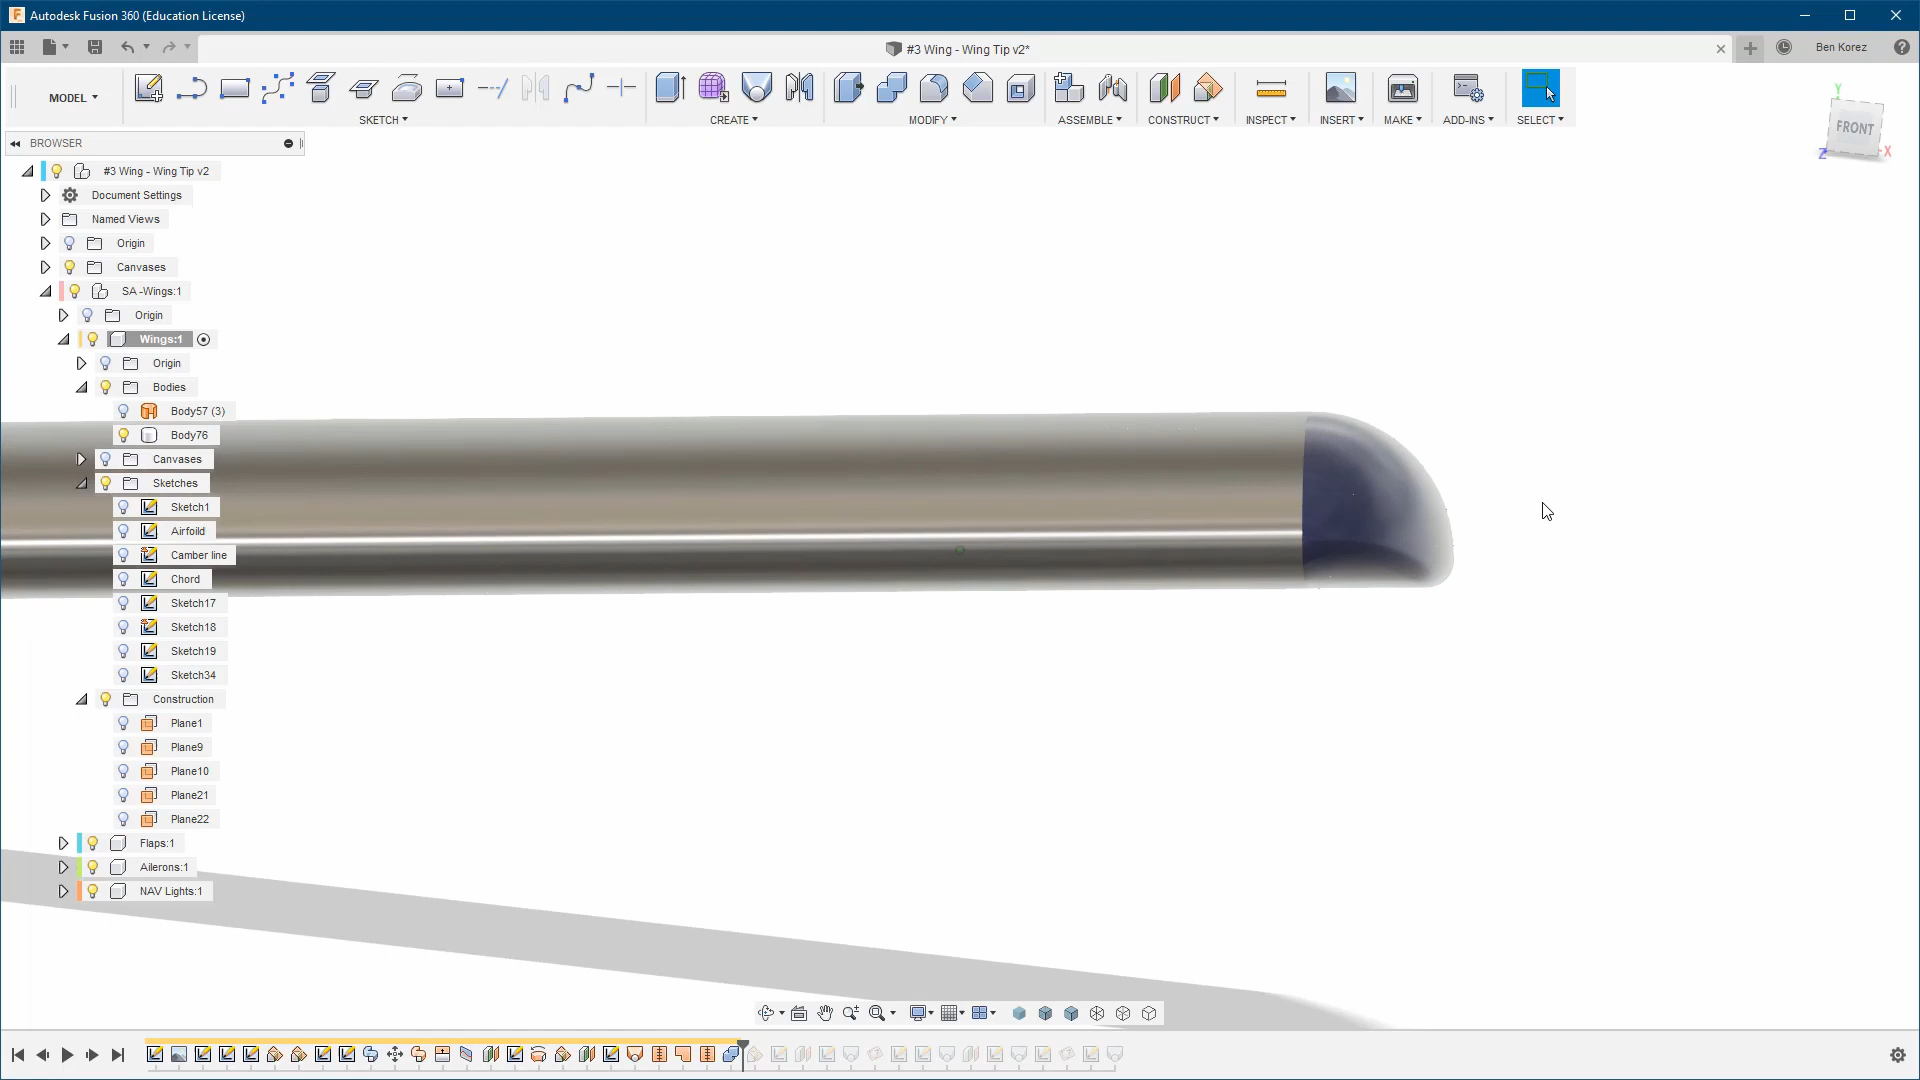 Autodesk Fusion 360 (Education License)
#3 Wing - Wing Tip v2*
Ben Korez
MODEL
SKETCH
CREATE
MODIFY
ASSEMBLE
CONSTRUCT
INSPECT
INSERT
MAKE
ADD-INS
SELECT
Y
FRONT
Z
X
BROWSER
#3 Wing - Wing Tip v2
Document Settings
Named Views
Origin
Canvases
SA -Wings:1
Origin
Wings:1
Origin
Bodies
Body57 (3)
Body76
Canvases
Sketches
Sketch1
Airfoild
Camber line
Chord
Sketch17
Sketch18
Sketch19
Sketch34
Construction
Plane1
Plane9
Plane10
Plane21
Plane22
Flaps:1
Ailerons:1
NAV Lights:1